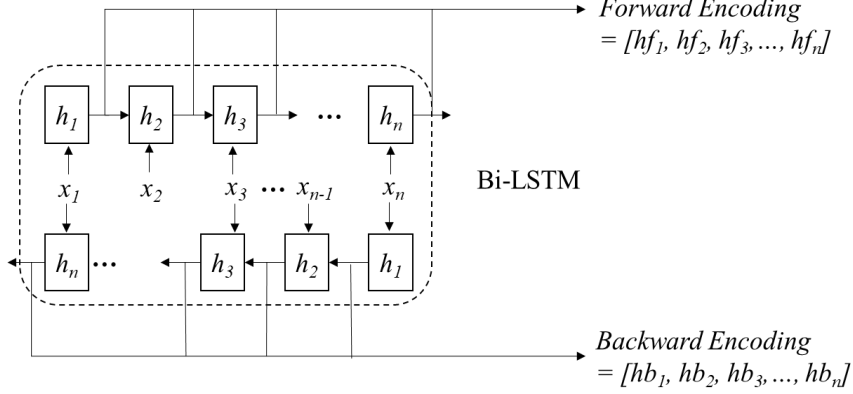 Forward Encoding
= [hf₁, hf₂, hf₃,..., hfₙ]
h₁ h₂ h₃ ... hₙ
x₁ x₂ x₃ ... xₙ₋₁ xₙ
Bi-LSTM
hₙ ... h₃ h₂ h₁
Backward Encoding
= [hb₁, hb₂, hb₃,..., hbₙ]